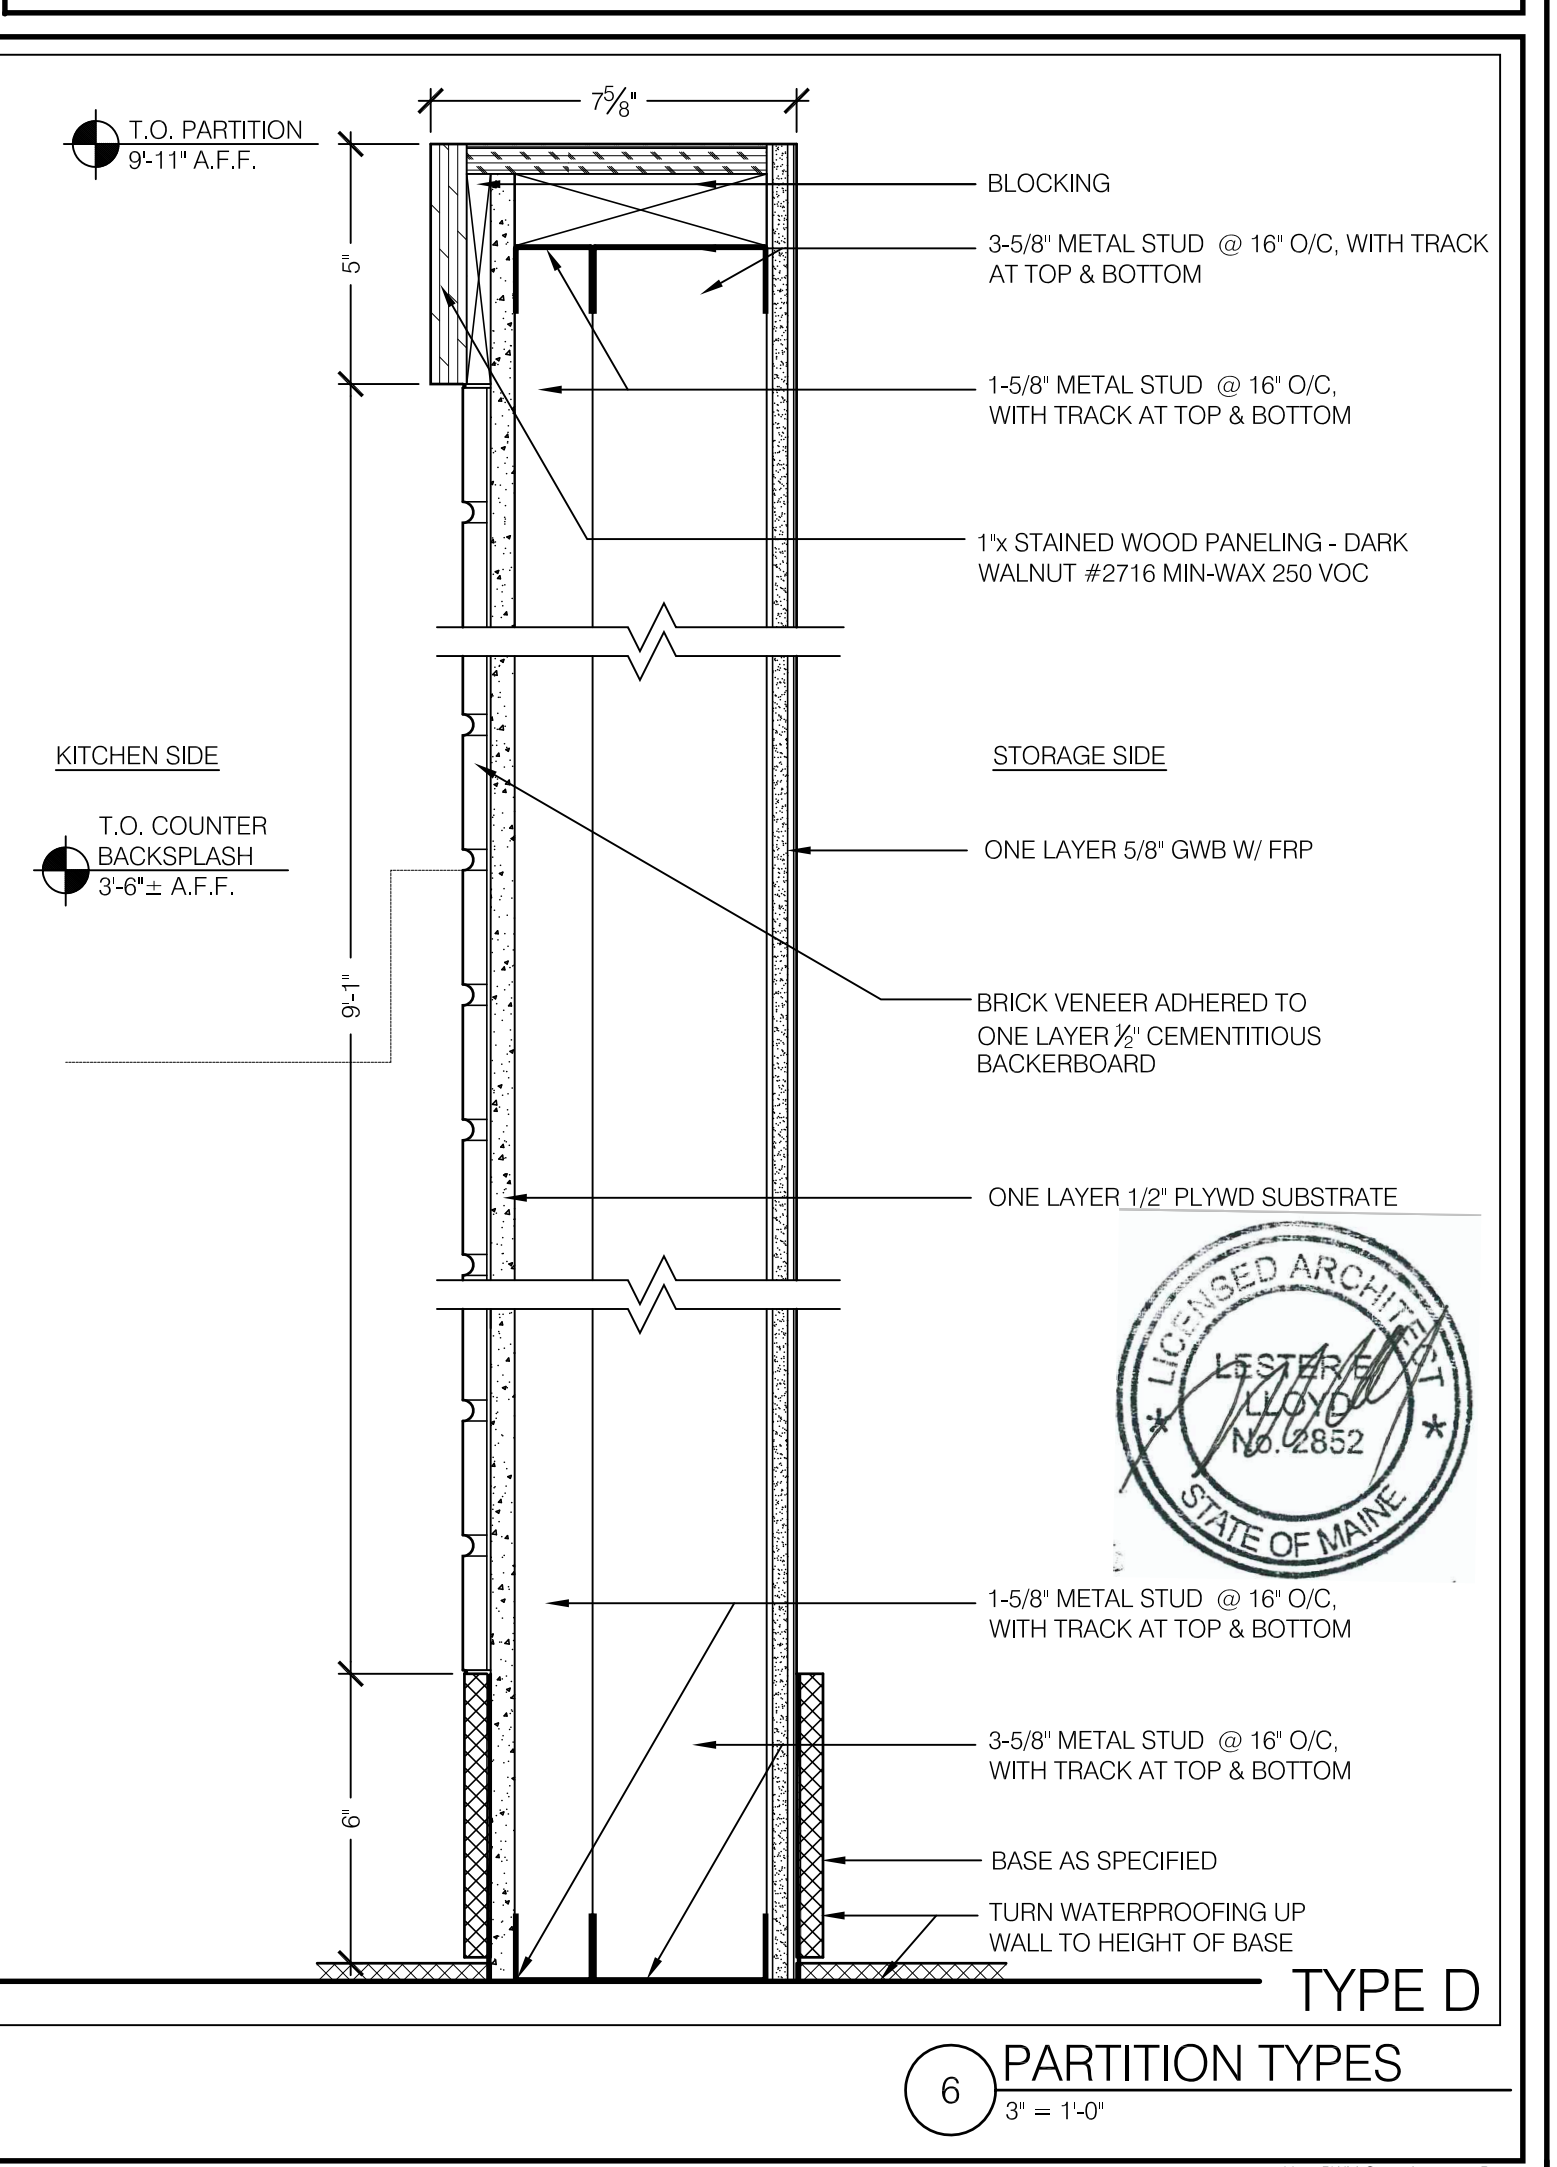 7 5/8"
T.O. PARTITION
9'-11" A.F.F.
BLOCKING
3-5/8" METAL STUD @ 16" O/C, WITH TRACK
AT TOP & BOTTOM
5"
1-5/8" METAL STUD @ 16" O/C,
WITH TRACK AT TOP & BOTTOM
1"x STAINED WOOD PANELING - DARK
WALNUT #2716 MIN-WAX 250 VOC
KITCHEN SIDE
STORAGE SIDE
T.O. COUNTER
BACKSPLASH
3'-6"± A.F.F.
ONE LAYER 5/8" GWB W/ FRP
9'-1"
BRICK VENEER ADHERED TO
ONE LAYER 1/2" CEMENTITIOUS
BACKERBOARD
ONE LAYER 1/2" PLYWD SUBSTRATE
LICENSED ARCHITECT
LESTER E.
LLOYD
No. 2852
STATE OF MAINE
1-5/8" METAL STUD @ 16" O/C,
WITH TRACK AT TOP & BOTTOM
3-5/8" METAL STUD @ 16" O/C,
WITH TRACK AT TOP & BOTTOM
6"
BASE AS SPECIFIED
TURN WATERPROOFING UP
WALL TO HEIGHT OF BASE
TYPE D
6
PARTITION TYPES
3" = 1'-0"